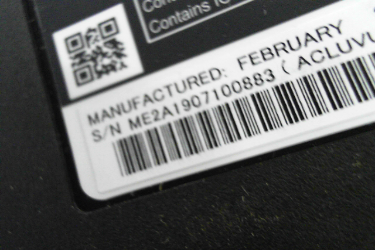 Contains IC
MANUFACTURED: FEBRUARY
S/N ME2A1907100883 ( ACLUVU